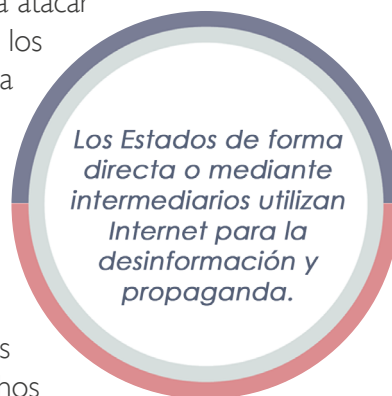 a atacar
los
a
Los Estados de forma
directa o mediante
intermediarios utilizan
Internet para la
desinformación y
propaganda.
s
nos